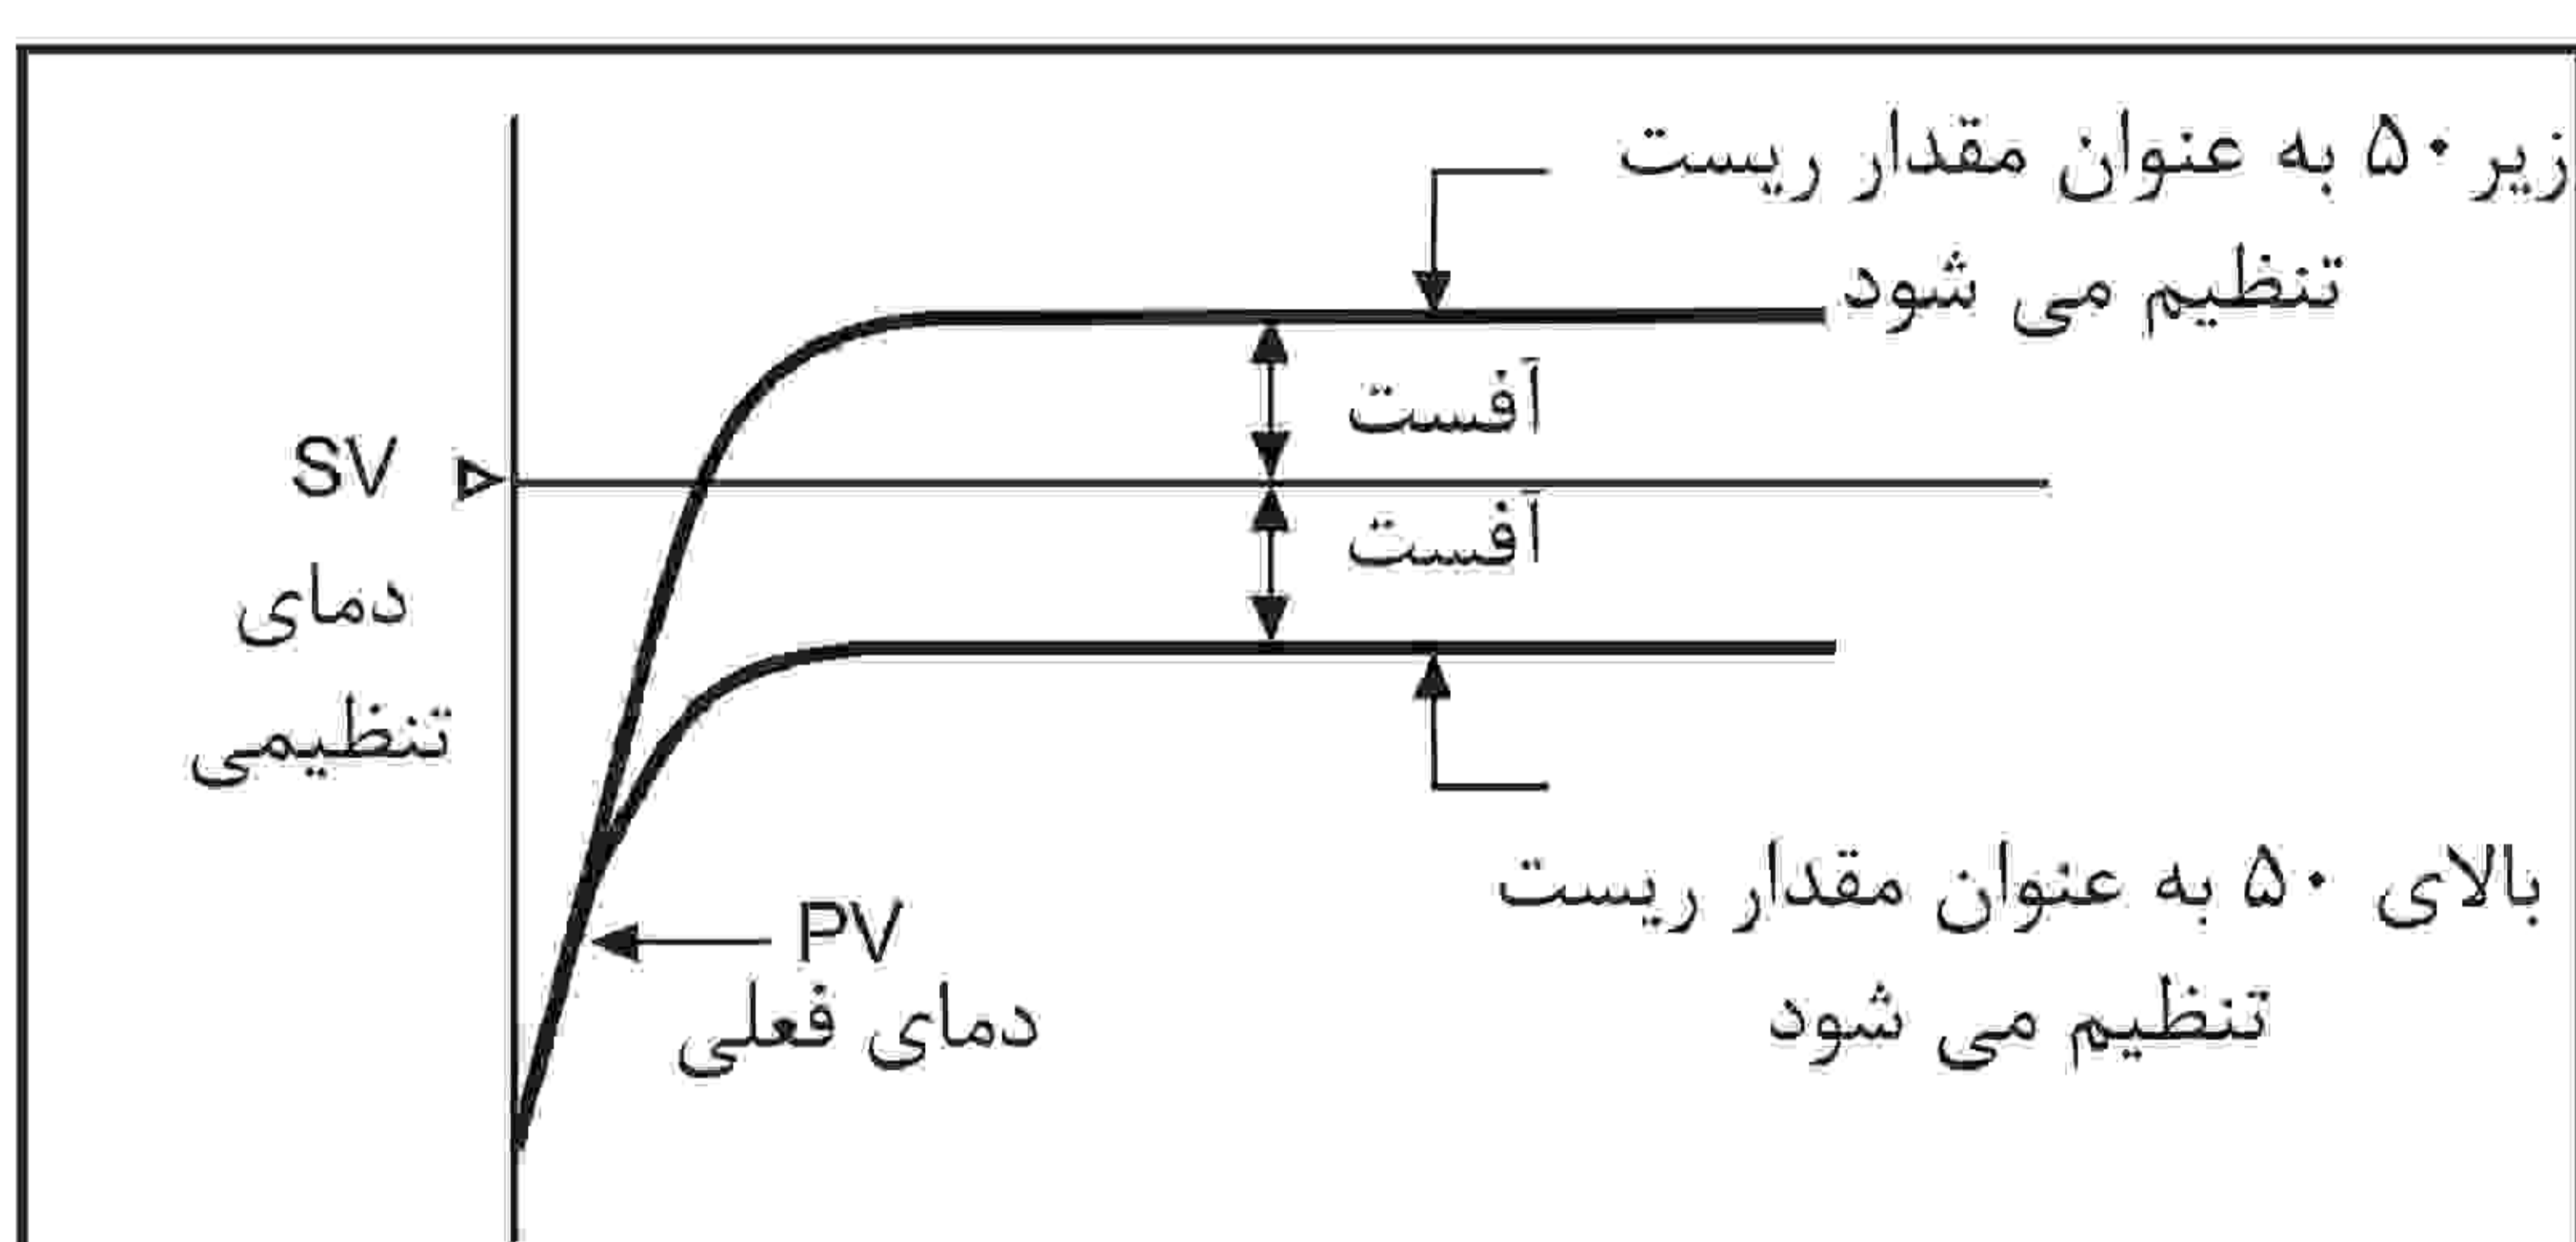 زیر ۵۰ به عنوان مقدار ریست
تنظیم می شود
آفست
SV
آفست
دمای
تنظیمی
بالای ۵۰ به عنوان مقدار ریست
PV
دمای فعلی
تنظیم می شود